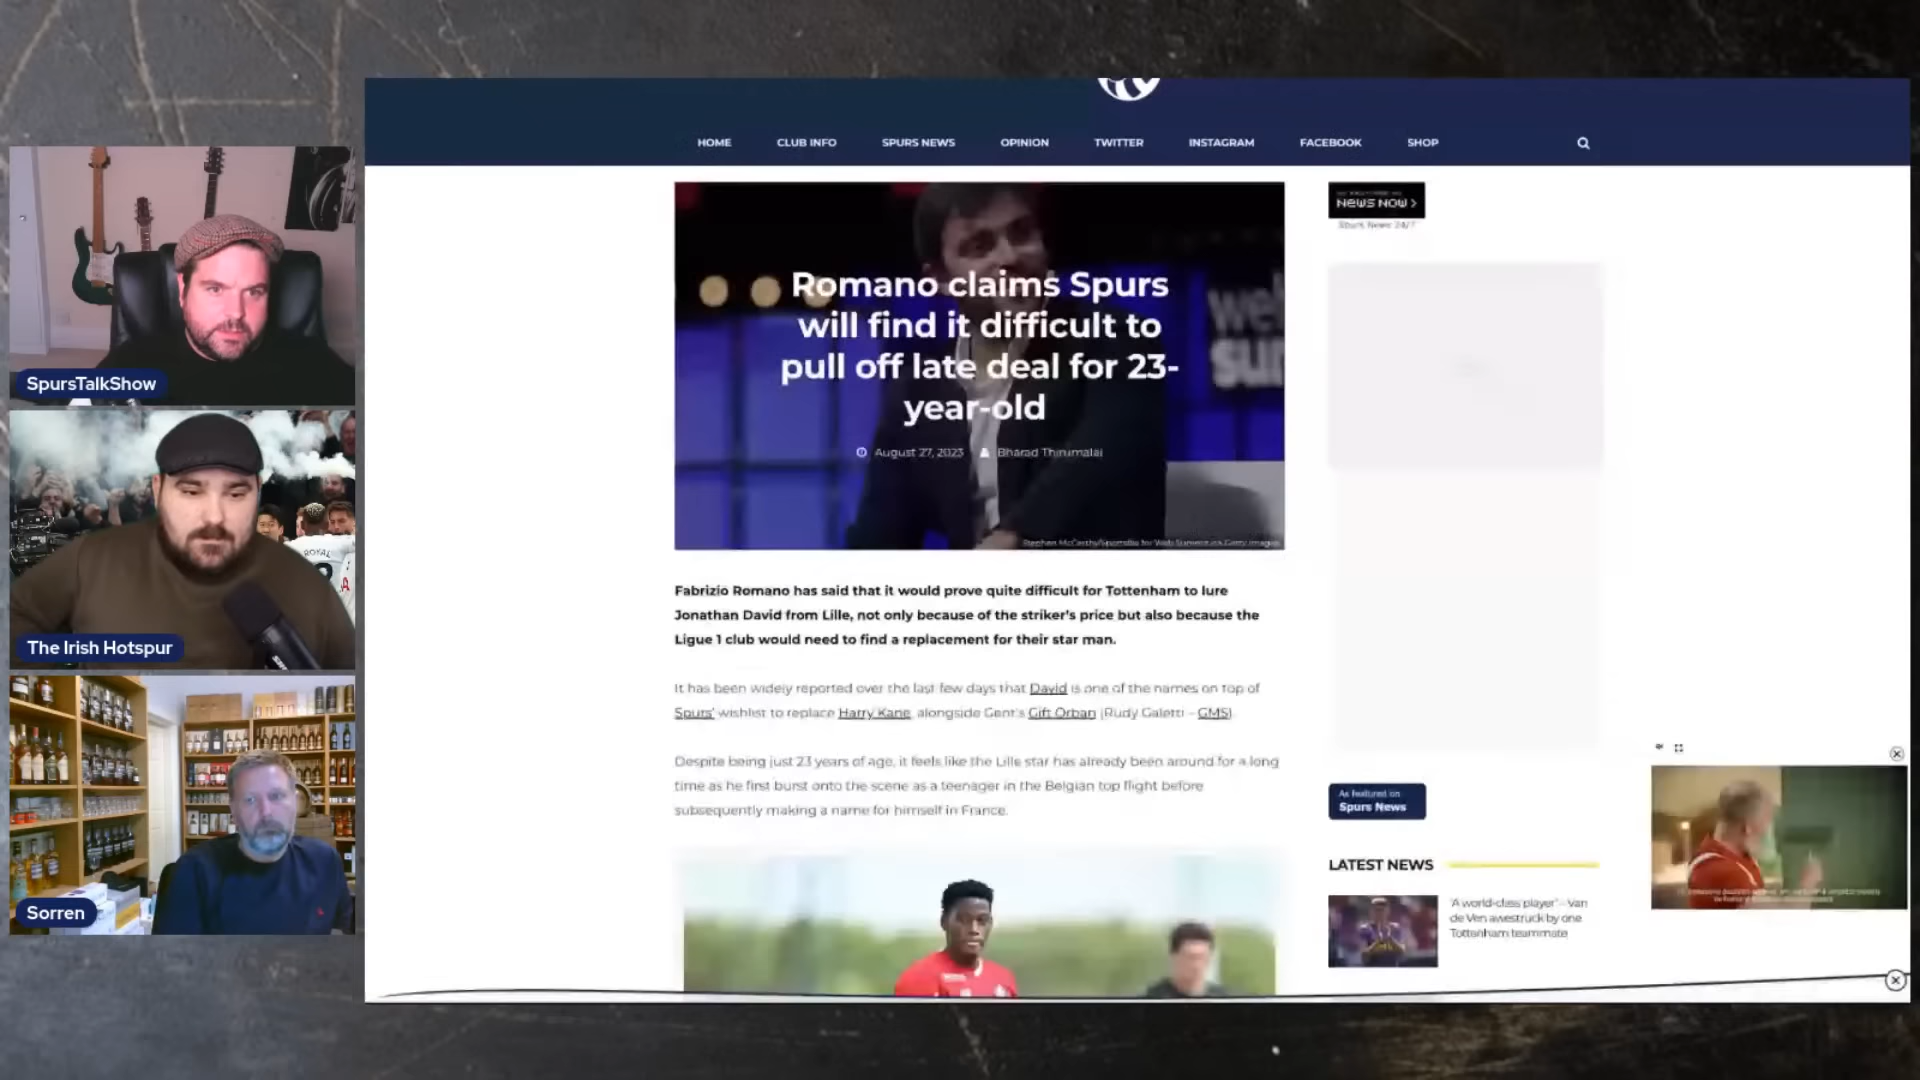 HOME CLUB INFO SPURS NEWS OPINION TWITTER INSTAGRAM FACEBOOK SHOP
SpursTalkShow
The Irish Hotspur
ROYAL
Sorren
Romano claims Spurs
will find it difficult to
pull off late deal for 23-
year-old
August 27, 2023 Bharad Thirumalai
Fabrizio Romano has said that it would prove quite difficult for Tottenham to lure
Jonathan David from Lille, not only because of the striker's price but also because the
Ligue 1 club would need to find a replacement for their star man.
It has been widely reported over the last few days that David is one of the names on top of
Spurs' wishlist to replace Harry Kane, alongside Gent's Gift Orban (Rudy Galetti – GMS).
Despite being just 23 years of age, it feels like the Lille star has already been around for a long
time as he first burst onto the scene as a teenager in the Belgian top flight before
subsequently making a name for himself in France.
NEWS NOW >
Spurs News 24/7
As featured on
Spurs News
LATEST NEWS
'A world-class player' – Van
de Ven awestruck by one
Tottenham teammate